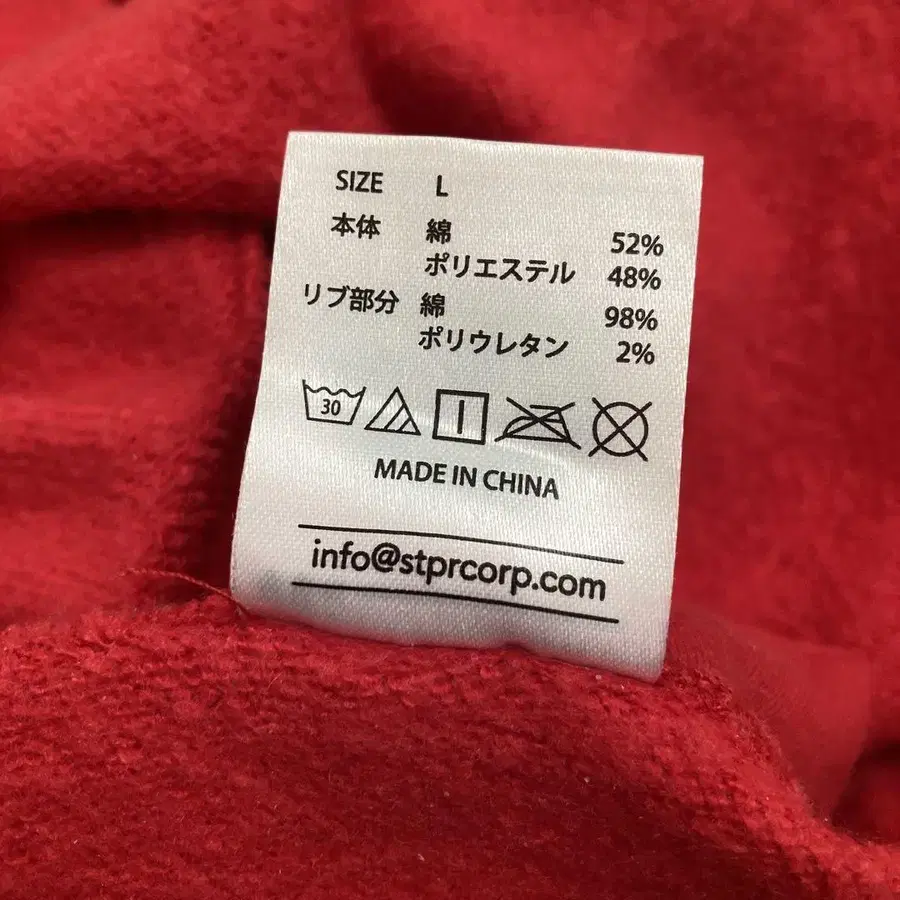 SIZE L
本体 綿 52%
ポリエステル 48%
リブ部分 綿 98%
ポリウレタン 2%
30
MADE IN CHINA
info@stprcorp.com